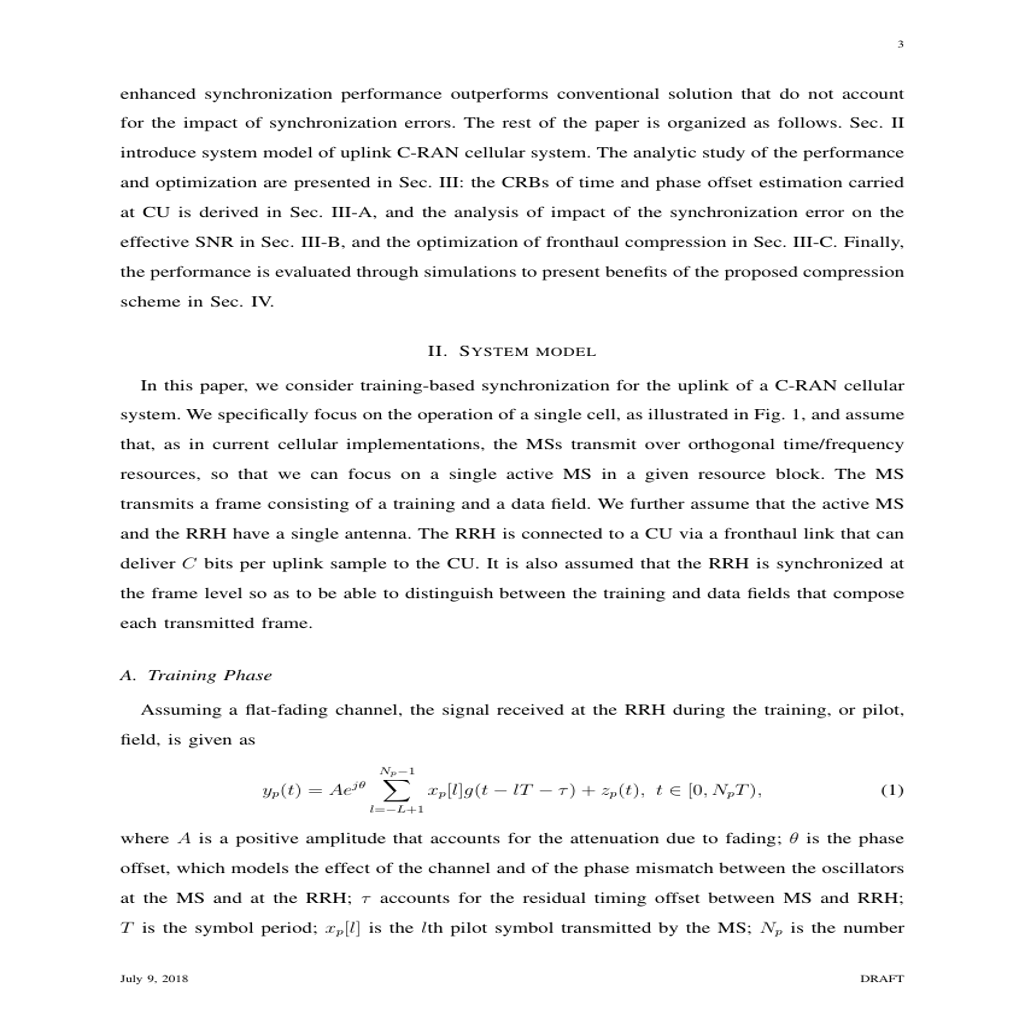 3
enhanced synchronization performance outperforms conventional solution that do not account
for the impact of synchronization errors. The rest of the paper is organized as follows. Sec. II
introduce system model of uplink C-RAN cellular system. The analytic study of the performance
and optimization are presented in Sec. III: the CRBs of time and phase offset estimation carried
at CU is derived in Sec. III-A, and the analysis of impact of the synchronization error on the
effective SNR in Sec. III-B, and the optimization of fronthaul compression in Sec. III-C. Finally,
the performance is evaluated through simulations to present benefits of the proposed compression
scheme in Sec. IV.
II. SYSTEM MODEL
In this paper, we consider training-based synchronization for the uplink of a C-RAN cellular
system. We specifically focus on the operation of a single cell, as illustrated in Fig. 1, and assume
that, as in current cellular implementations, the MSs transmit over orthogonal time/frequency
resources, so that we can focus on a single active MS in a given resource block. The MS
transmits a frame consisting of a training and a data field. We further assume that the active MS
and the RRH have a single antenna. The RRH is connected to a CU via a fronthaul link that can
deliver C bits per uplink sample to the CU. It is also assumed that the RRH is synchronized at
the frame level so as to be able to distinguish between the training and data fields that compose
each transmitted frame.
A. Training Phase
Assuming a flat-fading channel, the signal received at the RRH during the training, or pilot,
field, is given as
y_p(t) = Ae^{jθ} \sum_{l=-L+1}^{N_p-1} x_p[l]g(t − lT − τ) + z_p(t), t ∈ [0, N_pT), (1)
where A is a positive amplitude that accounts for the attenuation due to fading; θ is the phase
offset, which models the effect of the channel and of the phase mismatch between the oscillators
at the MS and at the RRH; τ accounts for the residual timing offset between MS and RRH;
T is the symbol period; x_p[l] is the lth pilot symbol transmitted by the MS; N_p is the number
July 9, 2018 DRAFT